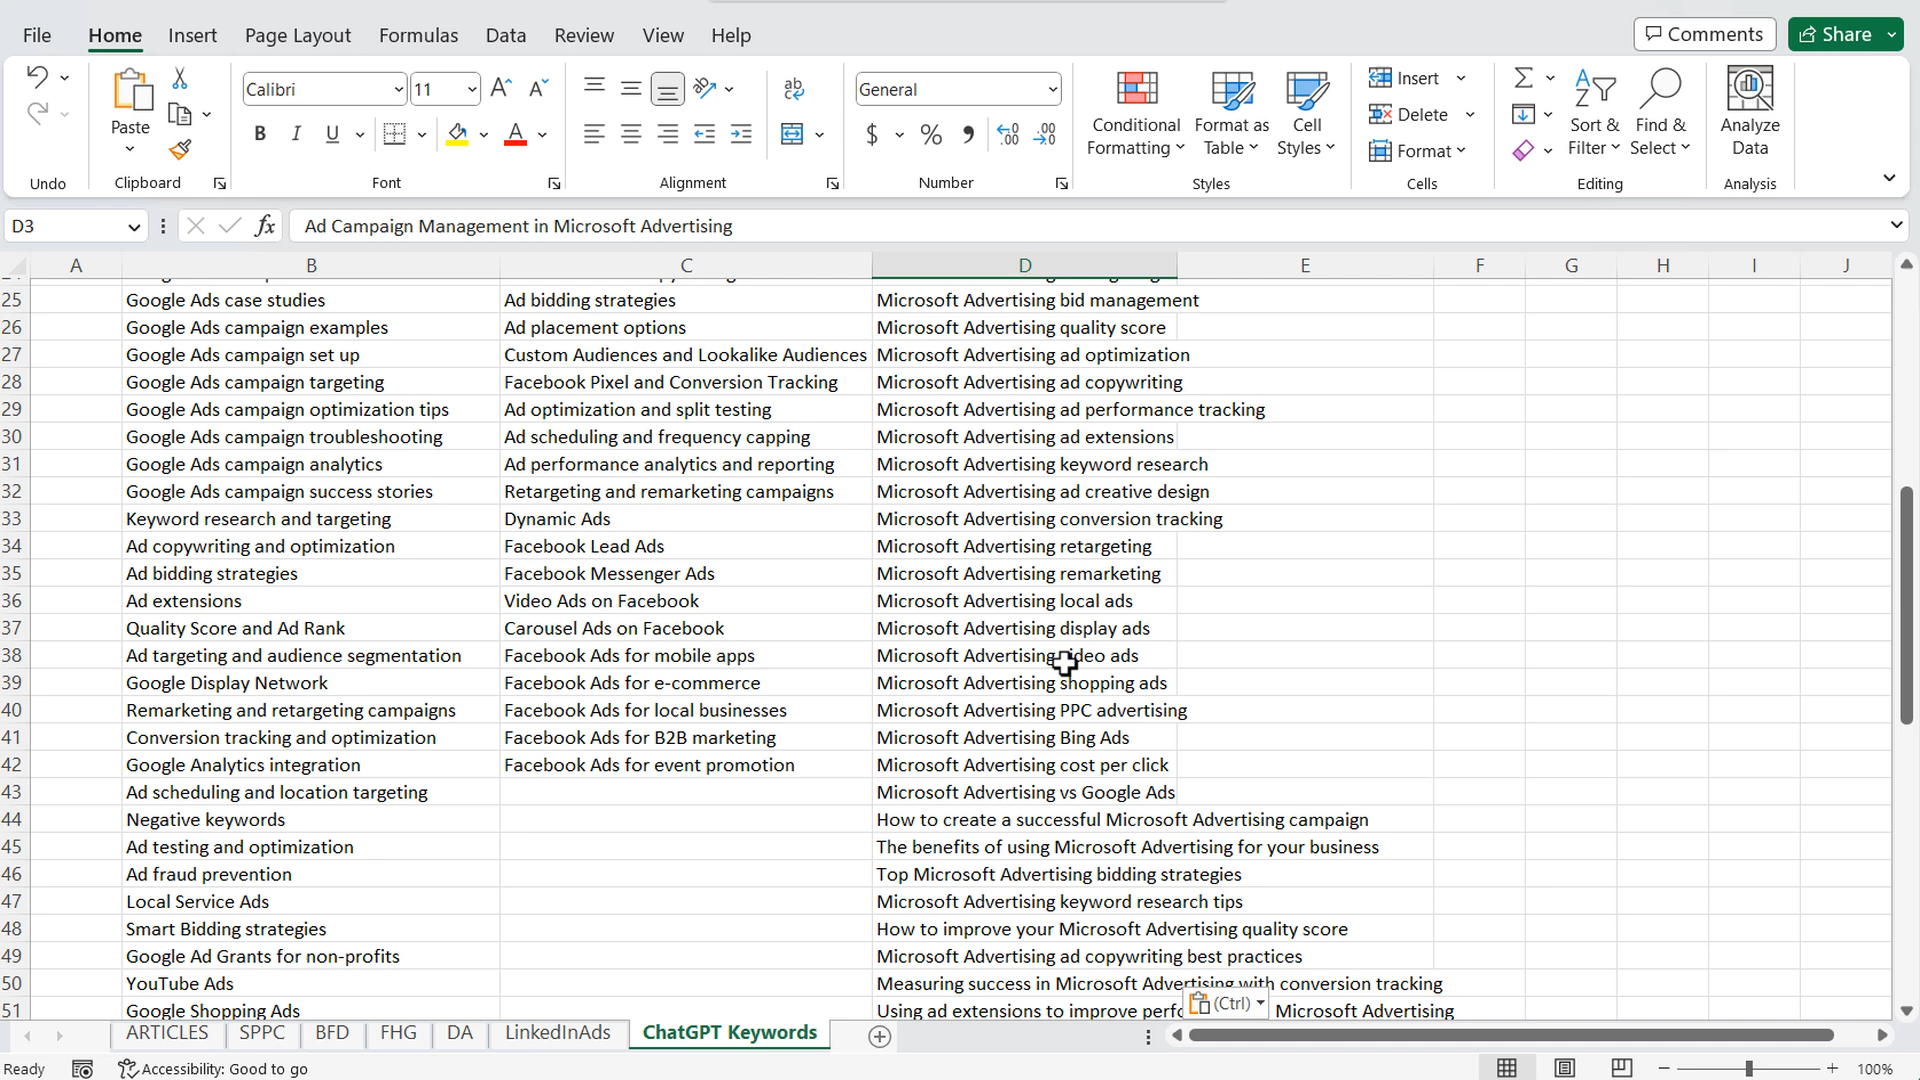 File Home Insert Page Layout Formulas Data Review View Help Comments Share
Calibri 11 General
Paste B I U $ % Conditional Formatting Format as Table Cell Styles Insert Delete Format Sort & Filter Find & Select Analyze Data
Undo Clipboard Font Alignment Number Styles Cells Editing Analysis
D3 fx Ad Campaign Management in Microsoft Advertising
A B C D E F G H I J
25 Google Ads case studies Ad bidding strategies Microsoft Advertising bid management
26 Google Ads campaign examples Ad placement options Microsoft Advertising quality score
27 Google Ads campaign set up Custom Audiences and Lookalike Audiences Microsoft Advertising ad optimization
28 Google Ads campaign targeting Facebook Pixel and Conversion Tracking Microsoft Advertising ad copywriting
29 Google Ads campaign optimization tips Ad optimization and split testing Microsoft Advertising ad performance tracking
30 Google Ads campaign troubleshooting Ad scheduling and frequency capping Microsoft Advertising ad extensions
31 Google Ads campaign analytics Ad performance analytics and reporting Microsoft Advertising keyword research
32 Google Ads campaign success stories Retargeting and remarketing campaigns Microsoft Advertising ad creative design
33 Keyword research and targeting Dynamic Ads Microsoft Advertising conversion tracking
34 Ad copywriting and optimization Facebook Lead Ads Microsoft Advertising retargeting
35 Ad bidding strategies Facebook Messenger Ads Microsoft Advertising remarketing
36 Ad extensions Video Ads on Facebook Microsoft Advertising local ads
37 Quality Score and Ad Rank Carousel Ads on Facebook Microsoft Advertising display ads
38 Ad targeting and audience segmentation Facebook Ads for mobile apps Microsoft Advertising video ads
39 Google Display Network Facebook Ads for e-commerce Microsoft Advertising shopping ads
40 Remarketing and retargeting campaigns Facebook Ads for local businesses Microsoft Advertising PPC advertising
41 Conversion tracking and optimization Facebook Ads for B2B marketing Microsoft Advertising Bing Ads
42 Google Analytics integration Facebook Ads for event promotion Microsoft Advertising cost per click
43 Ad scheduling and location targeting Microsoft Advertising vs Google Ads
44 Negative keywords How to create a successful Microsoft Advertising campaign
45 Ad testing and optimization The benefits of using Microsoft Advertising for your business
46 Ad fraud prevention Top Microsoft Advertising bidding strategies
47 Local Service Ads Microsoft Advertising keyword research tips
48 Smart Bidding strategies How to improve your Microsoft Advertising quality score
49 Google Ad Grants for non-profits Microsoft Advertising ad copywriting best practices
50 YouTube Ads Measuring success in Microsoft Advertising with conversion tracking
51 Google Shopping Ads Using ad extensions to improve Microsoft Advertising
(Ctrl)
ARTICLES SPPC BFD FHG DA LinkedInAds ChatGPT Keywords
Ready Accessibility: Good to go 100%